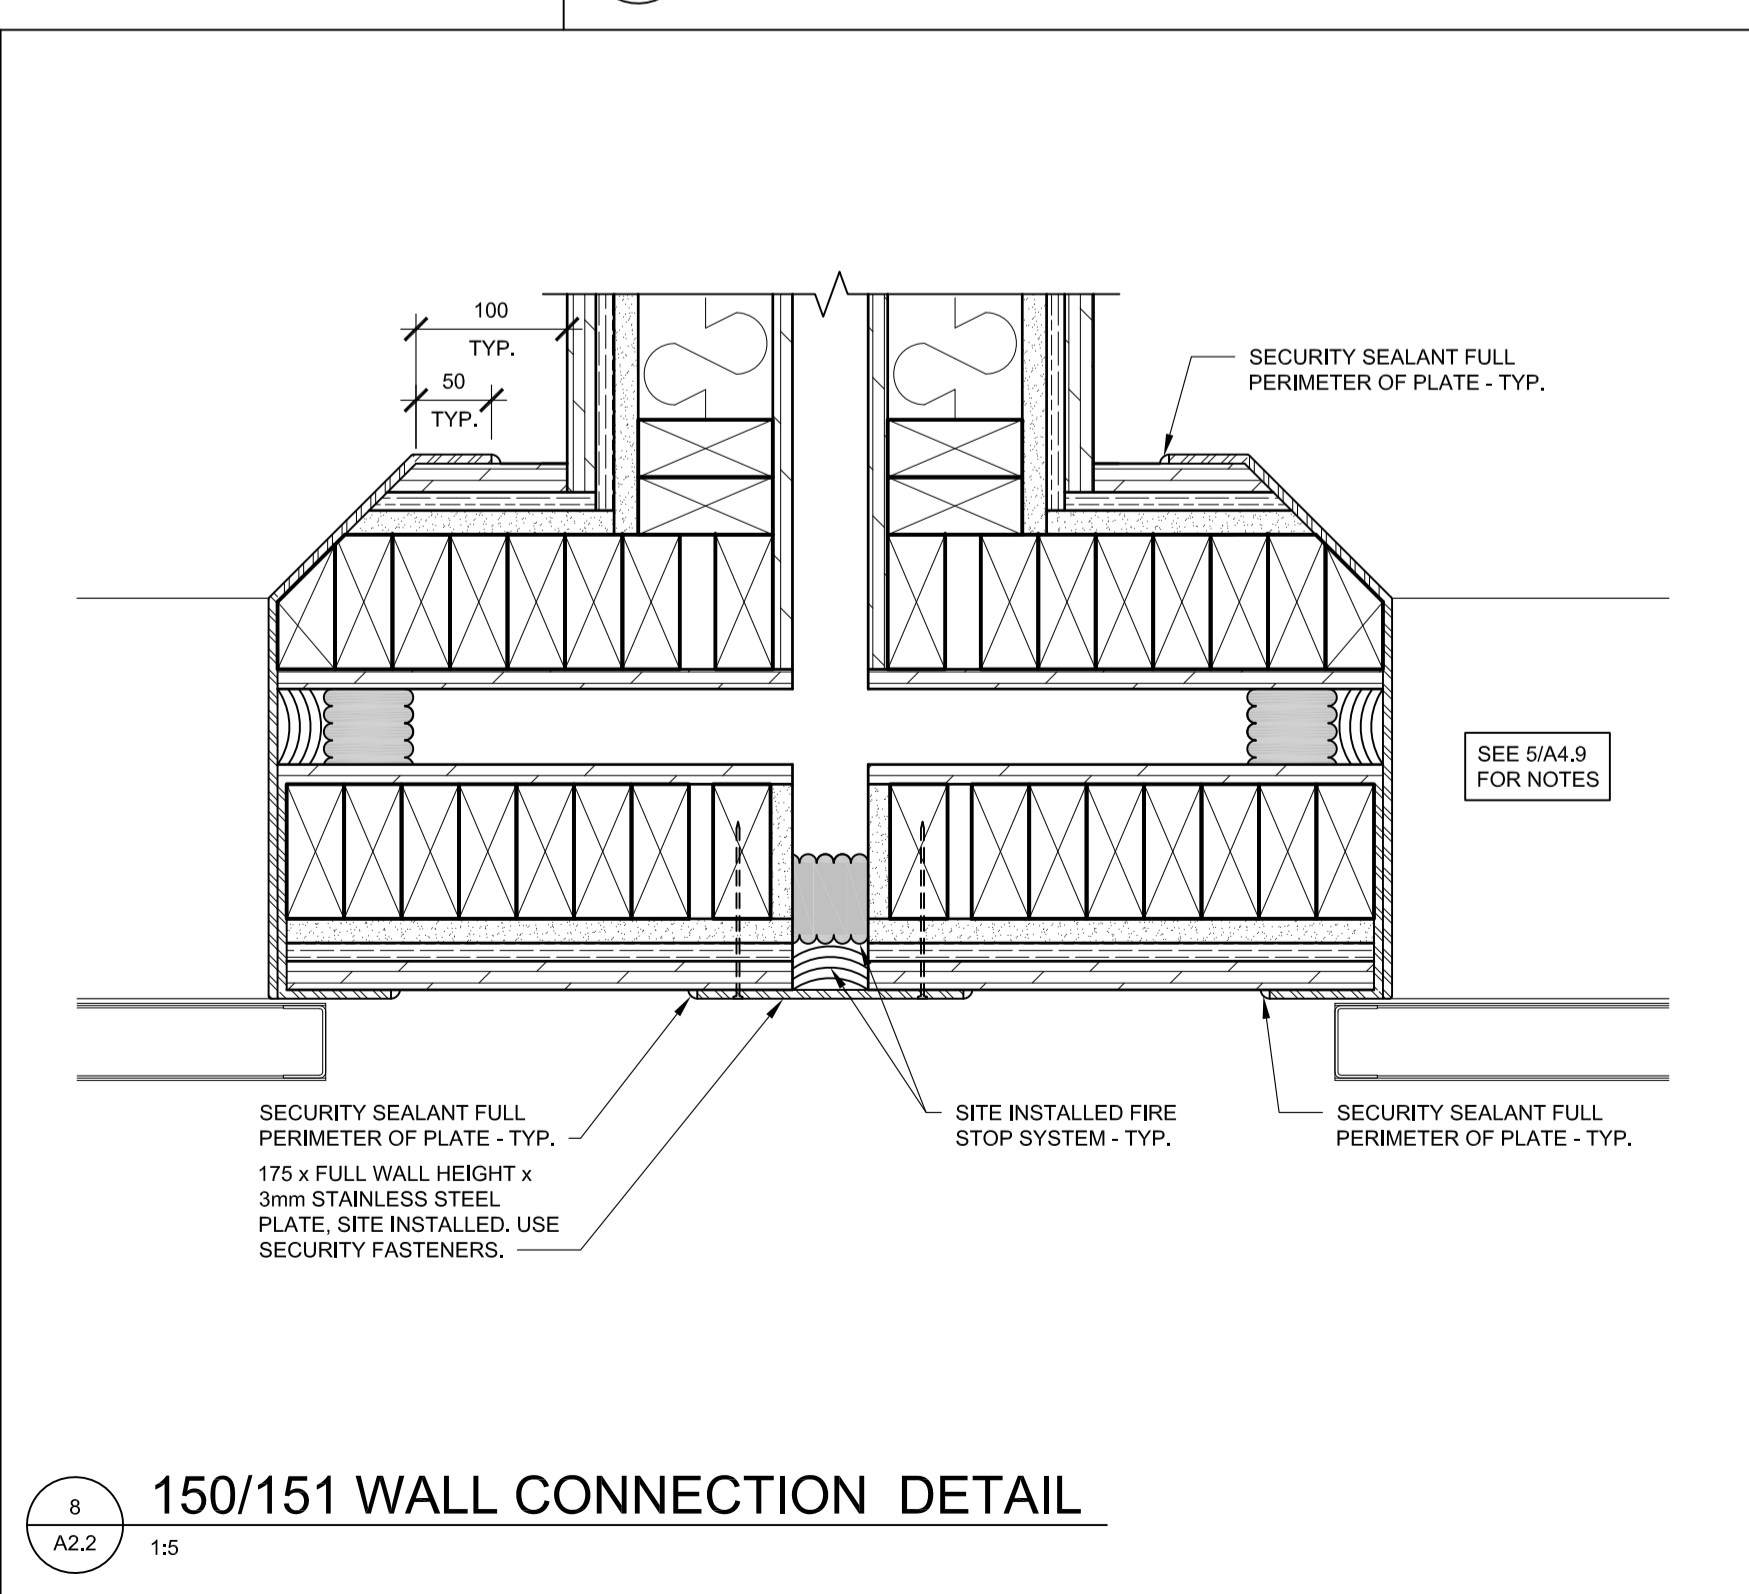 100
TYP.
50
TYP.
SECURITY SEALANT FULL
PERIMETER OF PLATE - TYP.
SEE 5/A4.9
FOR NOTES
SECURITY SEALANT FULL
PERIMETER OF PLATE - TYP.
175 x FULL WALL HEIGHT x
3mm STAINLESS STEEL
PLATE, SITE INSTALLED. USE
SECURITY FASTENERS.
SITE INSTALLED FIRE
STOP SYSTEM - TYP.
SECURITY SEALANT FULL
PERIMETER OF PLATE - TYP.
8
A2.2
150/151 WALL CONNECTION DETAIL
1:5